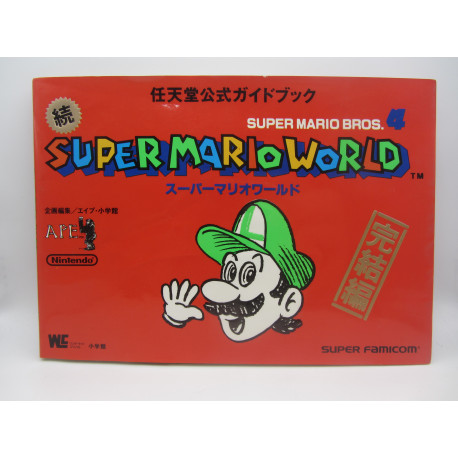 任天堂公式ガイドブック
続
SUPER MARIO BROS. 4
SUPER MARIO WORLD TM
スーパーマリオワールド
企画編集／エイプ・小学館
APE
Nintendo
完結編
小学館
SUPER FAMICOM